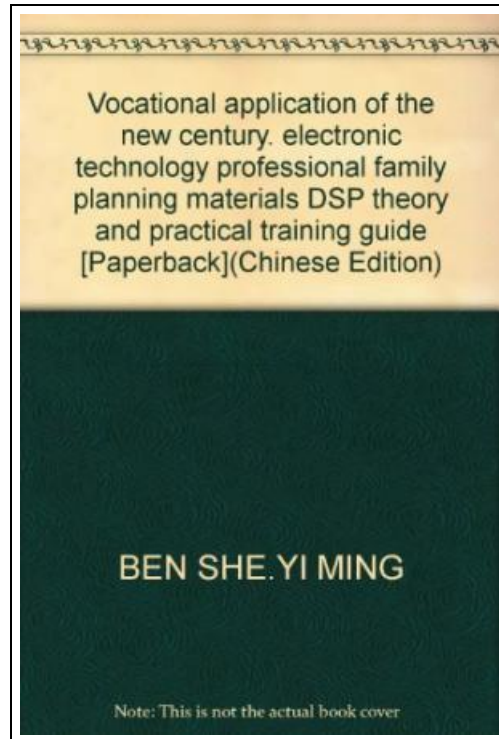 Vocational application of the
new century. electronic
technology professional family
planning materials DSP theory
and practical training guide
[Paperback](Chinese Edition)
BEN SHE.YI MING
Note: This is not the actual book cover